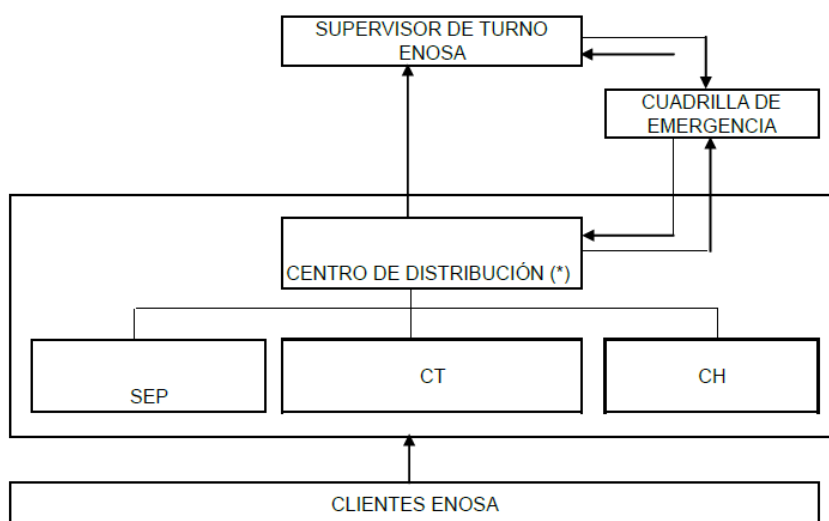 SUPERVISOR DE TURNO
ENOSA
CUADRILLA DE
EMERGENCIA
CENTRO DE DISTRIBUCIÓN (*)
SEP
CT
CH
CLIENTES ENOSA